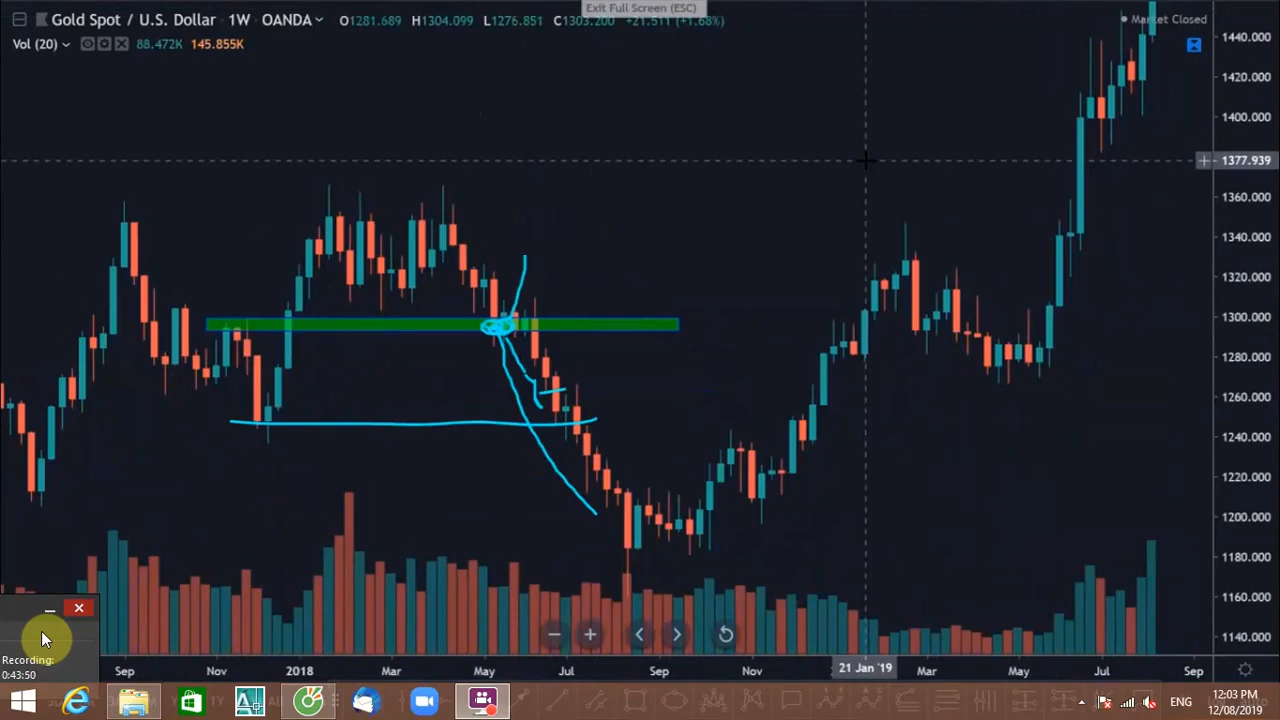 Exit Full Screen (ESC)
Gold Spot / U.S. Dollar · 1W · OANDA O1281.689 H1304.099 L1276.851 C1303.200 +21.511 (+1.68%)
Market Closed
Vol (20) 88.472K 145.855K
1440.000
1420.000
1400.000
1377.939
1360.000
1340.000
1320.000
1300.000
1280.000
1260.000
1240.000
1220.000
1200.000
1180.000
1160.000
1140.000
Recording:
0:43:50
Sep Nov 2018 Mar May Jul Sep Nov 21 Jan '19 Mar May Jul Sep
ENG
12:03 PM
12/08/2019